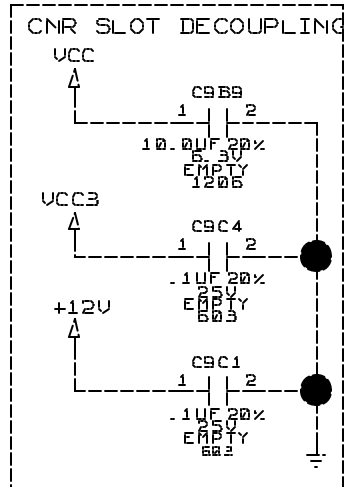 CNR SLOT DECOUPLING
VCC
C9B9
1 2
10.0UF 20%
6.3V
EMPTY
1206
VCC3
C9C4
1 2
.1UF 20%
25V
EMPTY
603
+12V
C9C1
1 2
.1UF 20%
25V
EMPTY
603